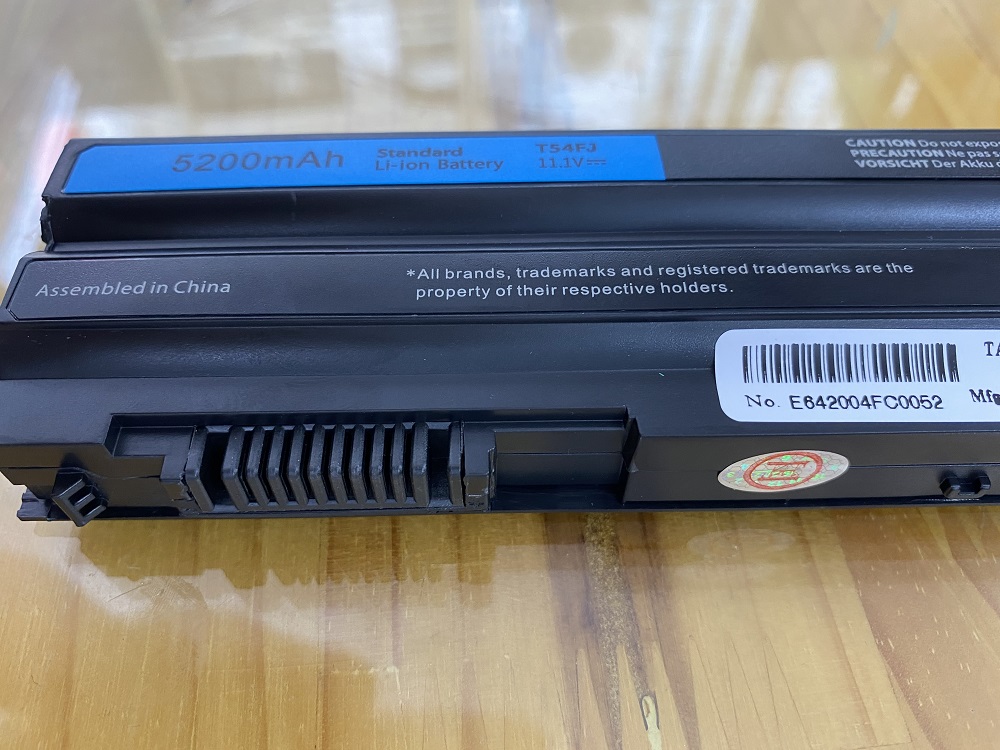 5200mAh
Standard
Li-ion Battery
T54FJ
11.1V
CAUTION Do not expo
PRECAUTION Ne pas
VORSICHT Der Akku
Assembled in China
*All brands, trademarks and registered trademarks are the
property of their respective holders.
No. E642004FC0052
Mfg